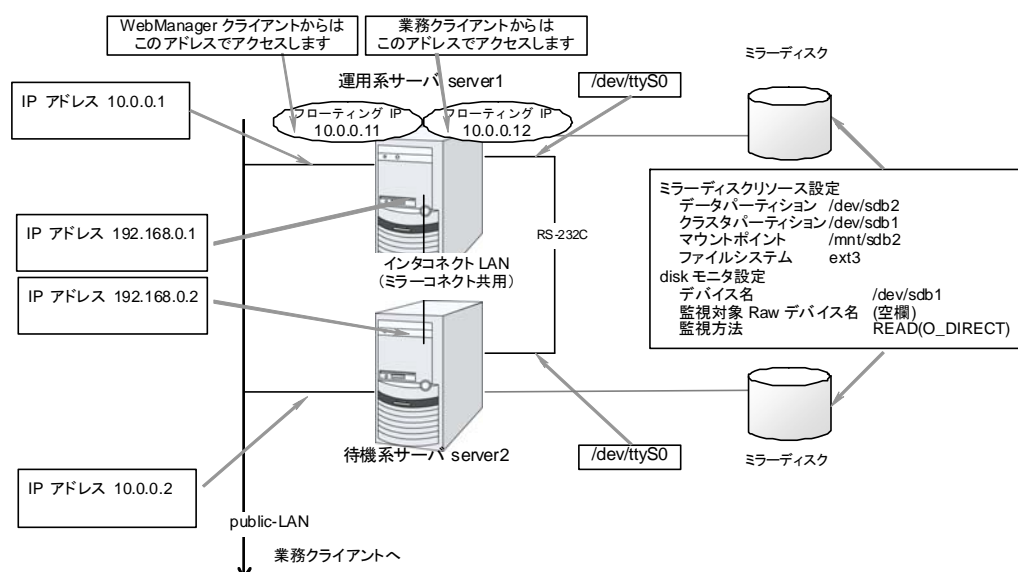 WebManager クライアントからは
このアドレスでアクセスします
業務クライアントからは
このアドレスでアクセスします
ミラーディスク
運用系サーバ server1
/dev/ttyS0
IP アドレス 10.0.0.1
フローティング IP
10.0.0.11
フローティング IP
10.0.0.12
ミラーディスクリソース設定
データパーティション /dev/sdb2
クラスタパーティション /dev/sdb1
マウントポイント /mnt/sdb2
ファイルシステム ext3
disk モニタ設定
デバイス名 /dev/sdb1
監視対象 Raw デバイス名 (空欄)
監視方法 READ(O_DIRECT)
IP アドレス 192.168.0.1
RS-232C
インタコネクト LAN
（ミラーコネクト共用）
IP アドレス 192.168.0.2
待機系サーバ server2
/dev/ttyS0
ミラーディスク
IP アドレス 10.0.0.2
public-LAN
業務クライアントへ